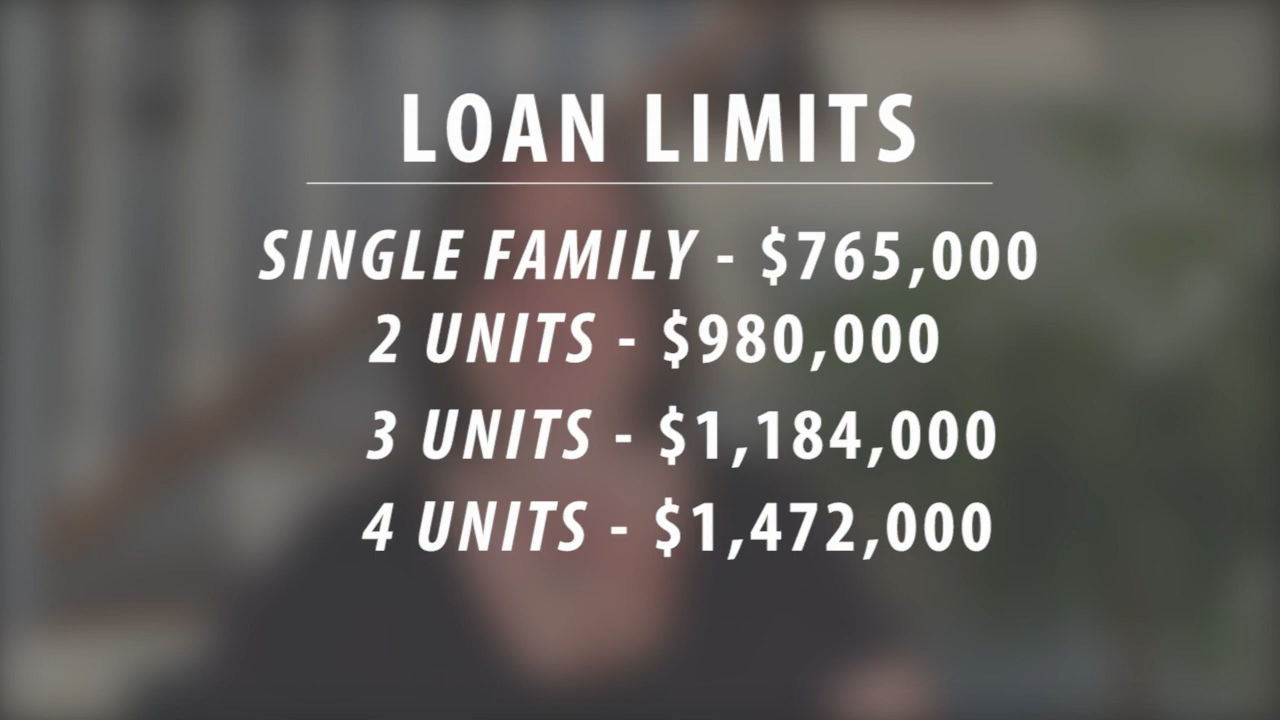 LOAN LIMITS
SINGLE FAMILY - $765,000
2 UNITS - $980,000
3 UNITS - $1,184,000
4 UNITS - $1,472,000